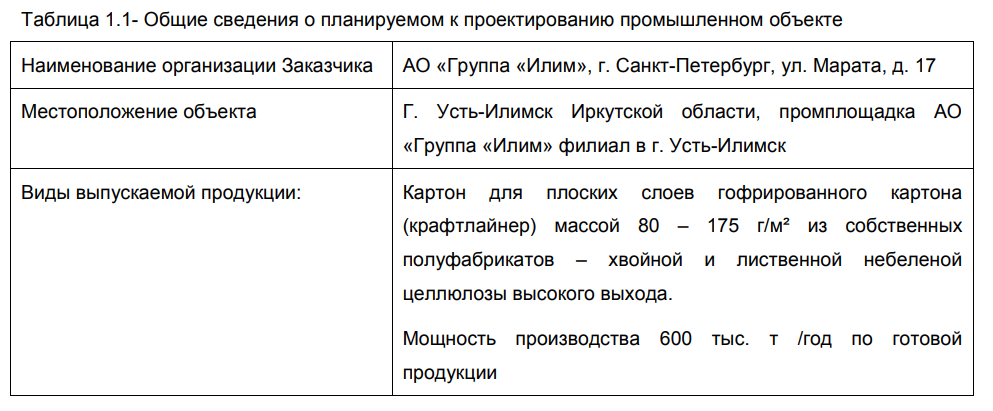 Таблица 1.1- Общие сведения о планируемом к проектированию промышленном объекте
Наименование организации Заказчика
АО «Группа «Илим», г. Санкт-Петербург, ул. Марата, д. 17
Местоположение объекта
Г. Усть-Илимск Иркутской области, промплощадка АО
«Группа «Илим» филиал в г. Усть-Илимск
Виды выпускаемой продукции:
Картон для плоских слоев гофрированного картона
(крафтлайнер) массой 80 – 175 г/м² из собственных
полуфабрикатов – хвойной и лиственной небеленой
целлюлозы высокого выхода.
Мощность производства 600 тыс. т /год по готовой
продукции